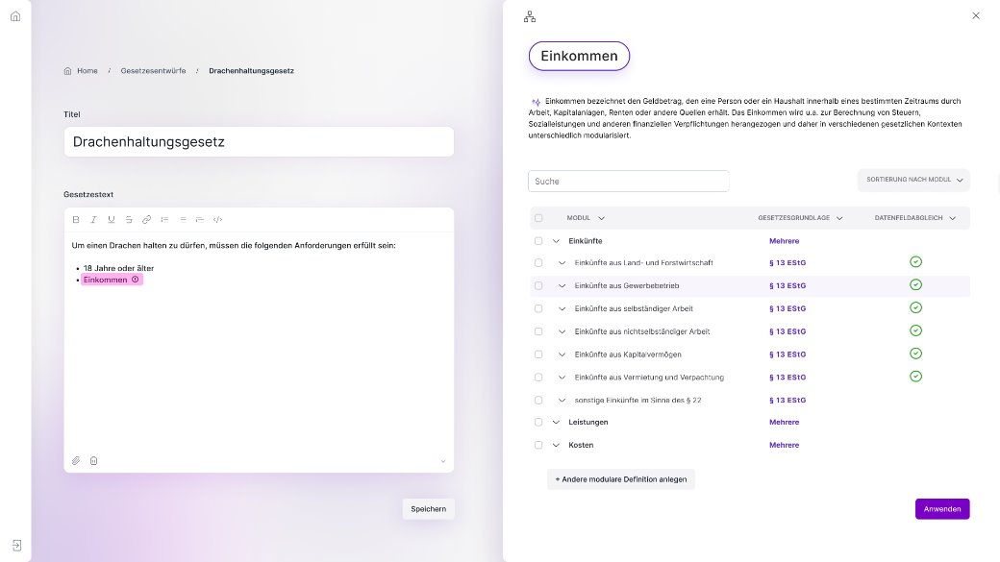 Home / Gesetzesentwürfe / Drachenhaltungsgesetz
Titel
Drachenhaltungsgesetz
Gesetzestext
B I U S </>
Um einen Drachen halten zu dürfen, müssen die folgenden Anforderungen erfüllt sein:
• 18 Jahre oder älter
• Einkommen
Speichern
Einkommen
Einkommen bezeichnet den Geldbetrag, den eine Person oder ein Haushalt innerhalb eines bestimmten Zeitraums durch
Arbeit, Kapitalanlagen, Renten oder andere Quellen erhält. Das Einkommen wird u.a. zur Berechnung von Steuern,
Sozialleistungen und anderen finanziellen Verpflichtungen herangezogen und daher in verschiedenen gesetzlichen Kontexten
unterschiedlich modularisiert.
Suche
SORTIERUNG NACH MODUL
MODUL GESETZESGRUNDLAGE DATENFELDABGLEICH
Einkünfte Mehrere
Einkünfte aus Land- und Forstwirtschaft § 13 EStG
Einkünfte aus Gewerbebetrieb § 13 EStG
Einkünfte aus selbständiger Arbeit § 13 EStG
Einkünfte aus nichtselbständiger Arbeit § 13 EStG
Einkünfte aus Kapitalvermögen § 13 EStG
Einkünfte aus Vermietung und Verpachtung § 13 EStG
sonstige Einkünfte im Sinne des § 22 § 13 EStG
Leistungen Mehrere
Kosten Mehrere
+ Andere modulare Definition anlegen
Anwenden